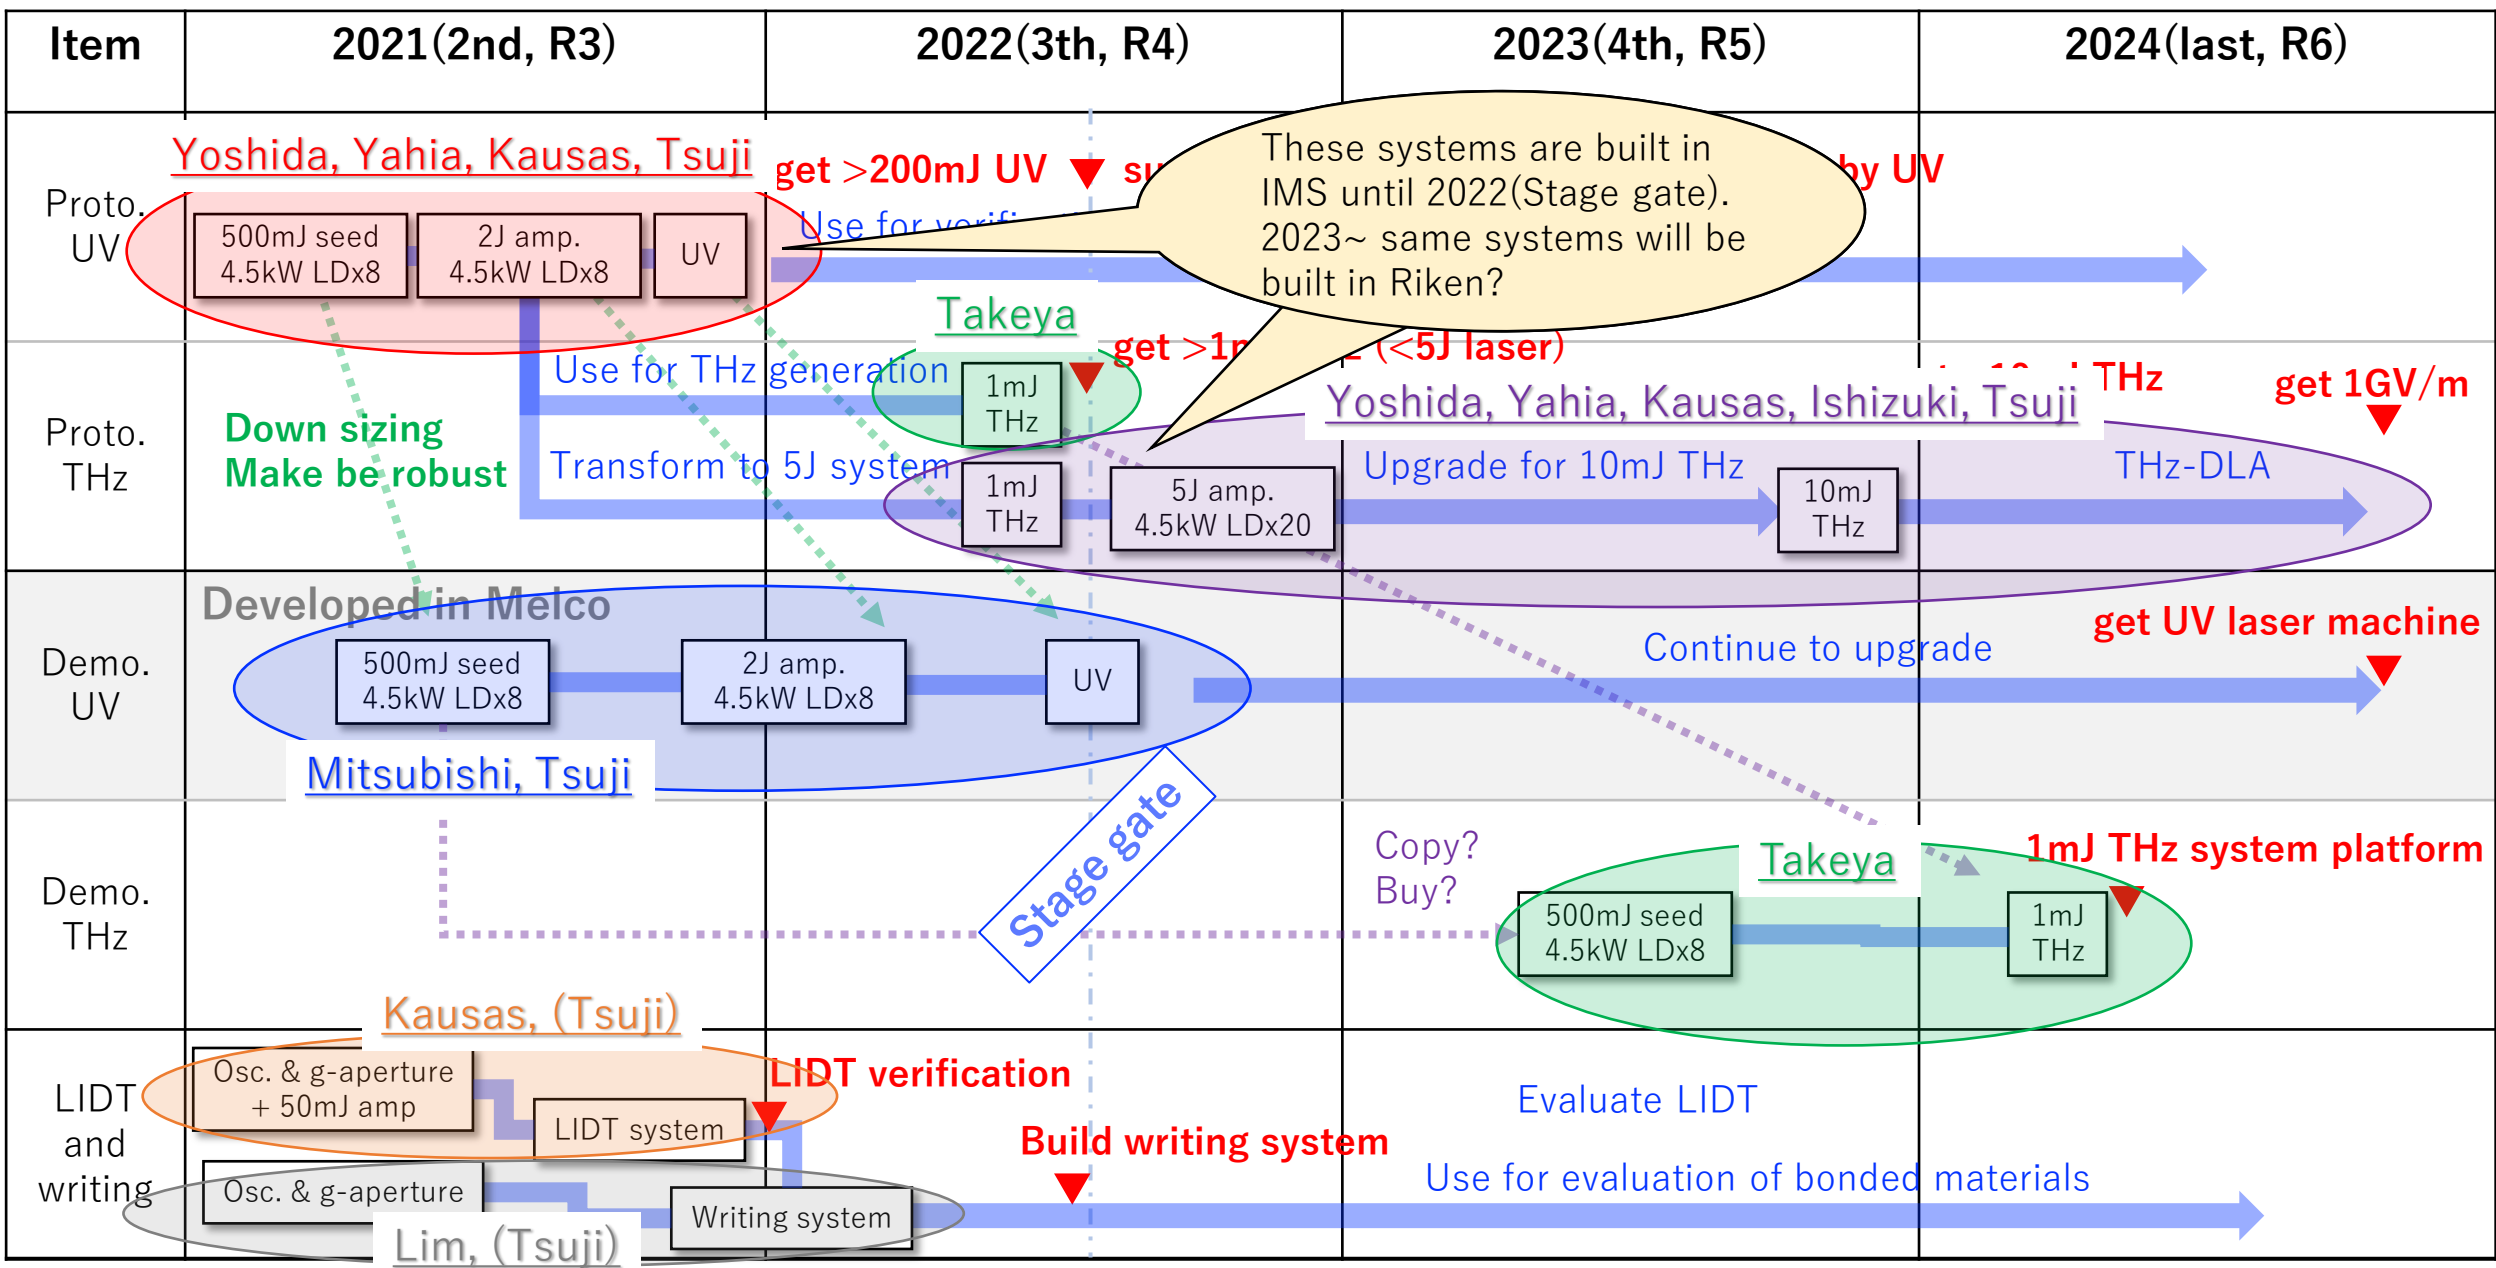 Item
2021(2nd, R3)
2022(3th, R4)
2023(4th, R5)
2024(last, R6)
Proto.
UV
Yoshida, Yahia, Kausas, Tsuji
500mJ seed
4.5kW LDx8
2J amp.
4.5kW LDx8
UV
get >200mJ UV
by UV
Use for
These systems are built in
IMS until 2022(Stage gate).
2023~ same systems will be
built in Riken?
Proto.
THz
Takeya
get
(<5J laser)
Use for THz generation
1mJ
THz
Down sizing
Make be robust
Transform to 5J system
1mJ
THz
5J amp.
4.5kW LDx20
Yoshida, Yahia, Kausas, Ishizuki, Tsuji
THz
get 1GV/m
Upgrade for 10mJ THz
10mJ
THz
THz-DLA
Demo.
UV
Developed in Melco
500mJ seed
4.5kW LDx8
2J amp.
4.5kW LDx8
UV
Continue to upgrade
get UV laser machine
Mitsubishi, Tsuji
Stage gate
Demo.
THz
Copy?
Buy?
Takeya
1mJ THz system platform
500mJ seed
4.5kW LDx8
1mJ
THz
LIDT
and
writing
Kausas, (Tsuji)
Osc. & g-aperture
+ 50mJ amp
LIDT system
LIDT verification
Build writing system
Evaluate LIDT
Osc. & g-aperture
Writing system
Use for evaluation of bonded materials
Lim, (Tsuji)